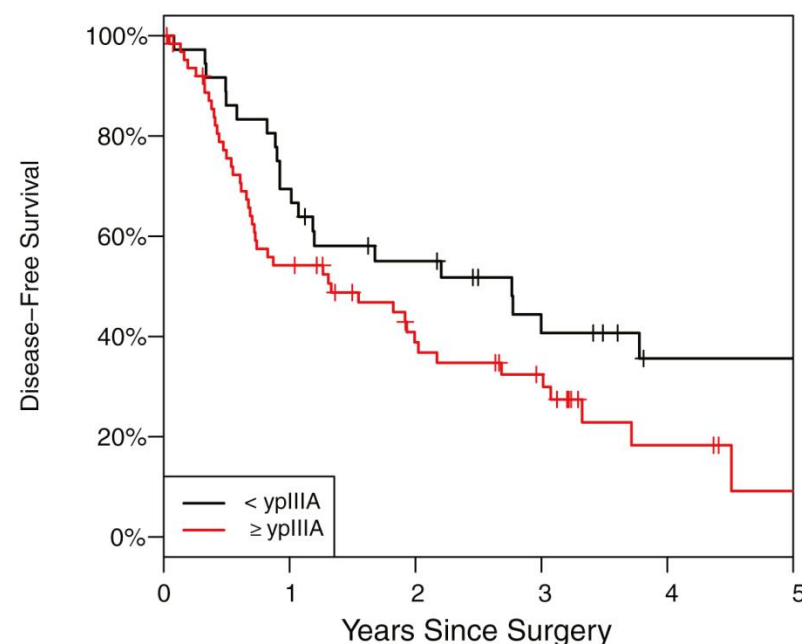 100%
80%
60%
40%
20%
0%
Disease-Free Survival
< ypIIIA
≥ ypIIIA
0 1 2 3 4 5
Years Since Surgery